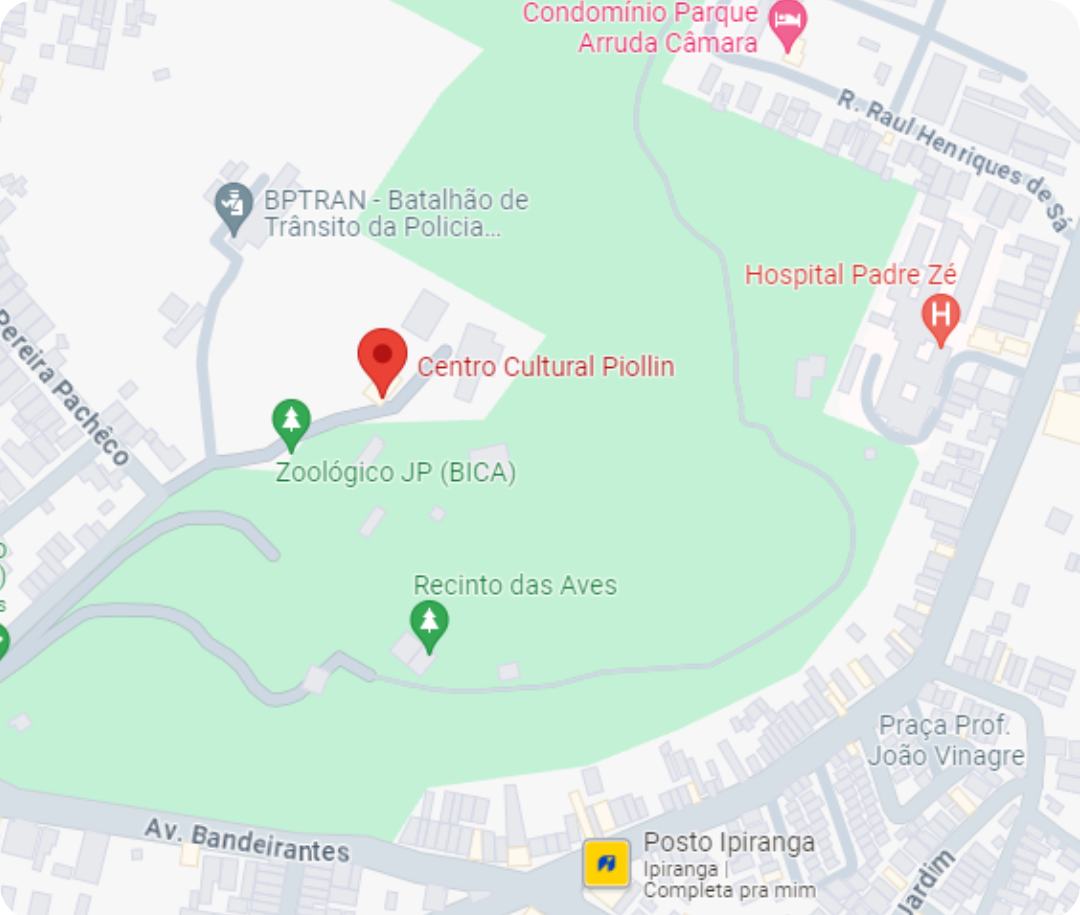 Condomínio Parque
Arruda Câmara
R. Raul Henriques de Sá
BPTRAN - Batalhão de
Trânsito da Policia...
Hospital Padre Zé
H
Pereira Pachêco
Centro Cultural Piollin
Zoológico JP (BICA)
Recinto das Aves
Praça Prof.
João Vinagre
Av. Bandeirantes
Posto Ipiranga
Ipiranga |
Completa pra mim
Jardim